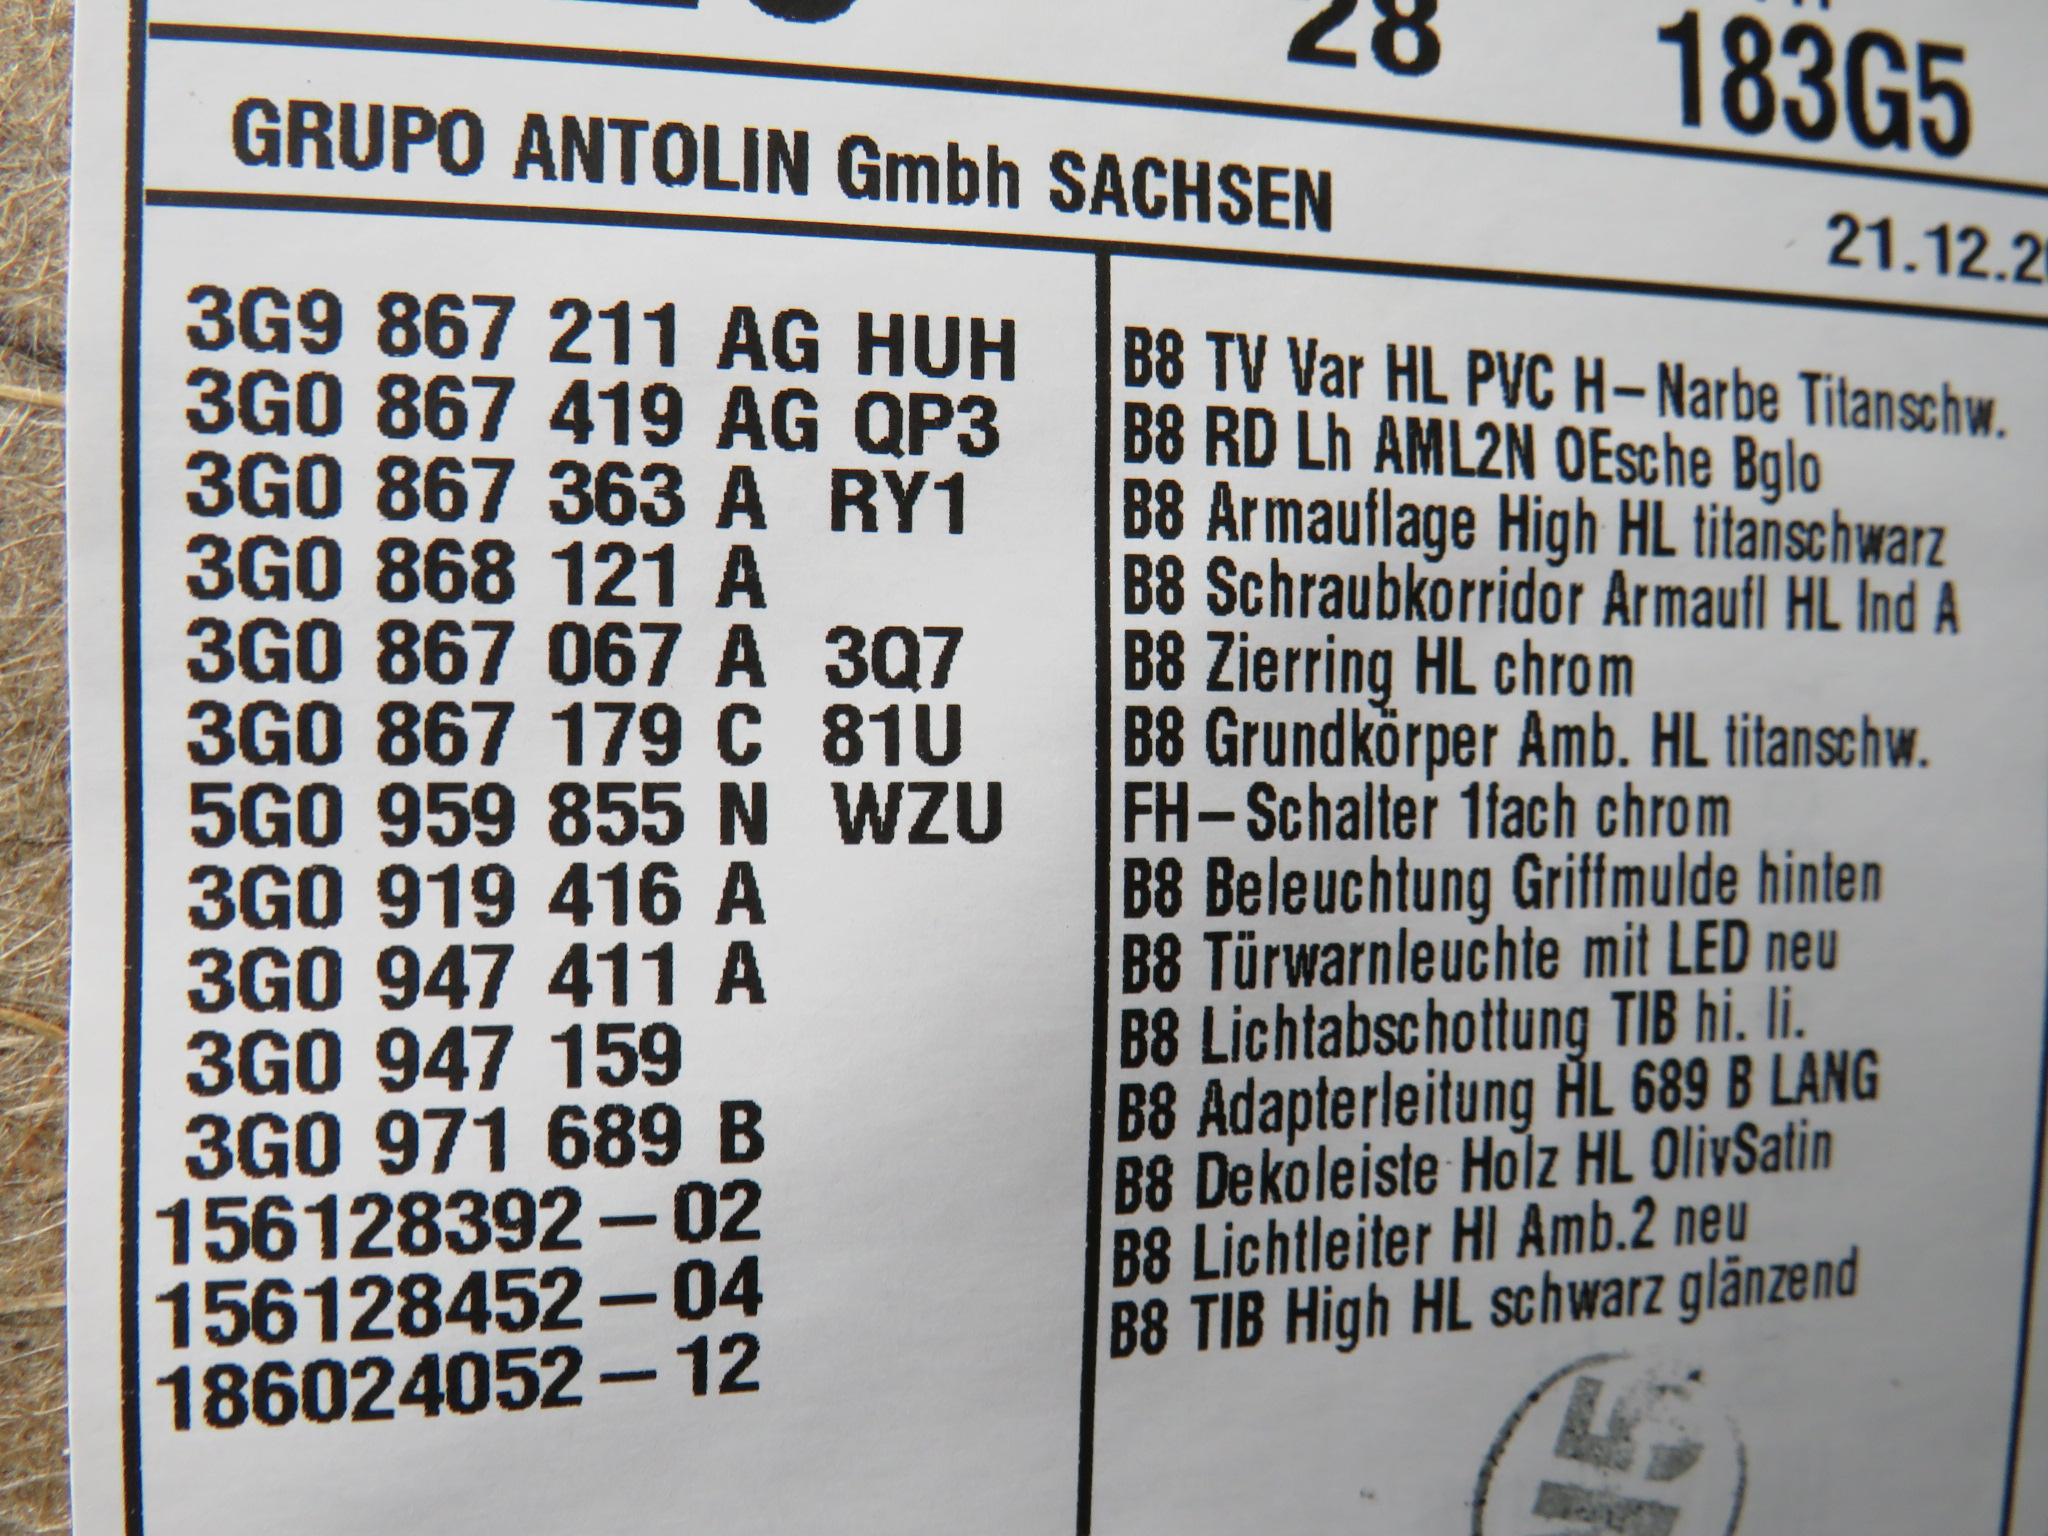 28
183G5
GRUPO ANTOLIN Gmbh SACHSEN
21.12.20
3G9 867 211 AG HUH B8 TV Var HL PVC H-Narbe Titanschw.
3G0 867 419 AG QP3 B8 RD Lh AML2N OEsche Bglo
3G0 867 363 A RY1 B8 Armauflage High HL titanschwarz
3G0 868 121 A B8 Schraubkorridor Armaufl HL Ind A
3G0 867 067 A 3Q7 B8 Zierring HL chrom
3G0 867 179 C 81U B8 Grundkörper Amb. HL titanschw.
5G0 959 855 N WZU FH-Schalter 1fach chrom
3G0 919 416 A B8 Beleuchtung Griffmulde hinten
3G0 947 411 A B8 Türwarnleuchte mit LED neu
3G0 947 159 B8 Lichtabschottung TIB hi. li.
3G0 971 689 B B8 Adapterleitung HL 689 B LANG
156128392-02 B8 Dekoleiste Holz HL OlivSatin
156128452-04 B8 Lichtleiter Hl Amb.2 neu
186024052-12 B8 TIB High HL schwarz glänzend